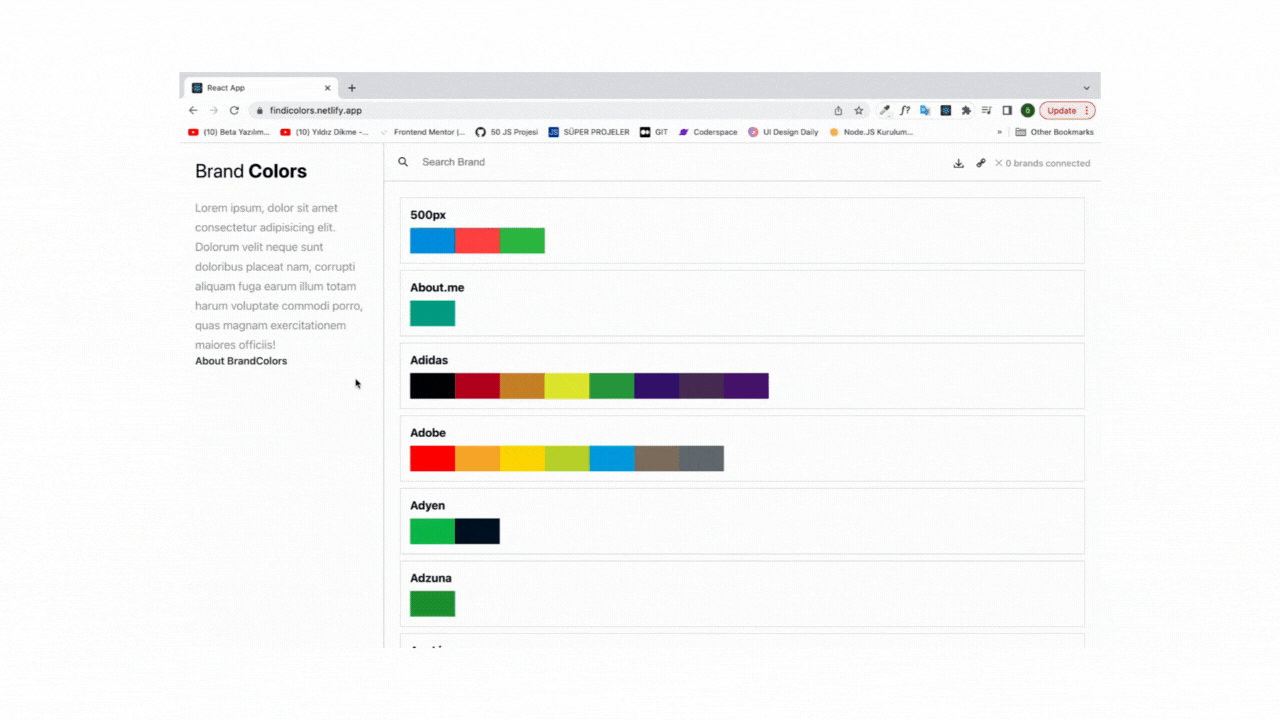 React App
findicolors.netlify.app
Update
(10) Beta Yazılım...
(10) Yıldız Dikme -...
Frontend Mentor |...
50 JS Projesi
SÜPER PROJELER
GIT
Coderspace
UI Design Daily
Node.JS Kurulum...
»
Other Bookmarks
Brand Colors
Lorem ipsum, dolor sit amet
consectetur adipisicing elit.
Dolorum velit neque sunt
doloribus placeat nam, corrupti
aliquam fuga earum illum totam
harum voluptate commodi porro,
quas magnam exercitationem
maiores officiis!
About BrandColors
Search Brand
0 brands connected
500px
About.me
Adidas
Adobe
Adyen
Adzuna